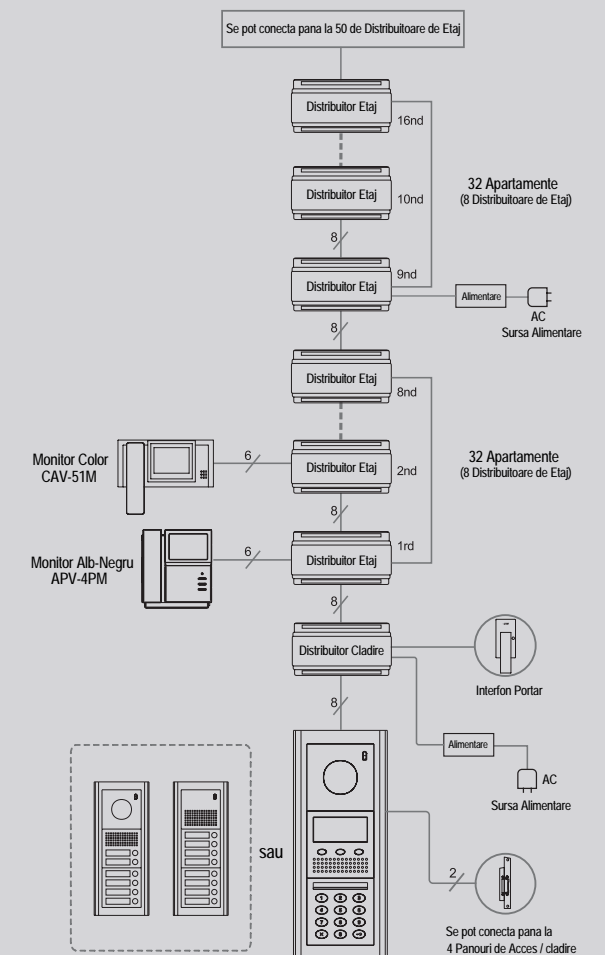 Se pot conecta pana la 50 de Distribuitoare de Etaj
Distribuitor Etaj
16nd
Distribuitor Etaj
10nd
32 Apartamente
(8 Distribuitoare de Etaj)
8
Distribuitor Etaj
9nd
Alimentare
AC
Sursa Alimentare
8
Distribuitor Etaj
8nd
Monitor Color
CAV-51M
6
Distribuitor Etaj
2nd
32 Apartamente
(8 Distribuitoare de Etaj)
8
Monitor Alb-Negru
APV-4PM
6
Distribuitor Etaj
1rd
8
Distribuitor Cladire
Interfon Portar
8
Alimentare
AC
Sursa Alimentare
sau
2
Se pot conecta pana la
4 Panouri de Acces / cladire